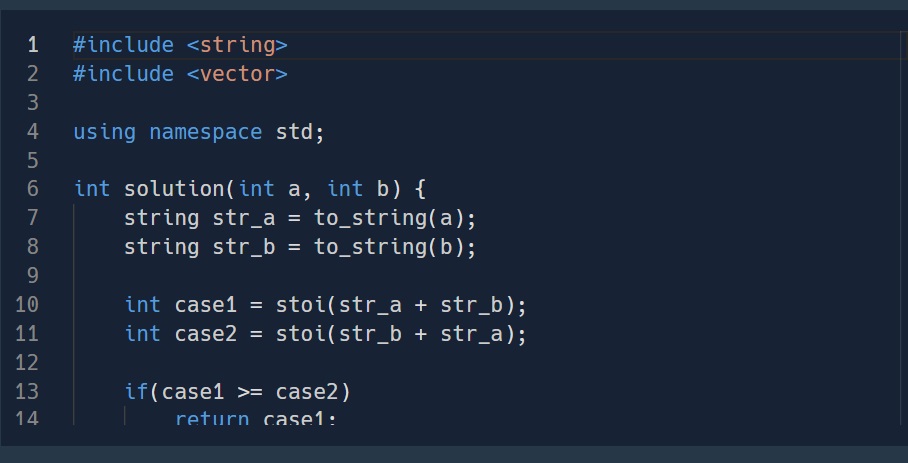 1 #include <string>
2 #include <vector>
3
4 using namespace std;
5
6 int solution(int a, int b) {
7 string str_a = to_string(a);
8 string str_b = to_string(b);
9
10 int case1 = stoi(str_a + str_b);
11 int case2 = stoi(str_b + str_a);
12
13 if(case1 >= case2)
14 return case1;